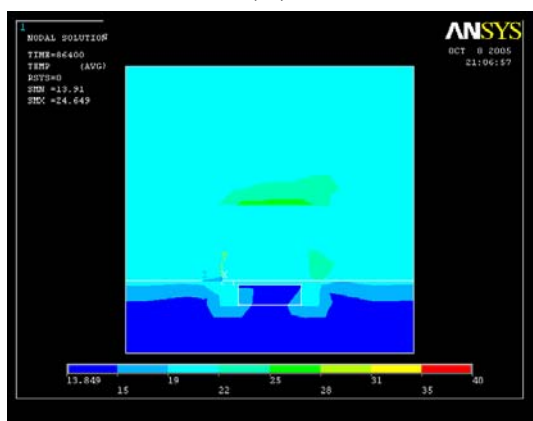 1
NODAL SOLUTION
TIME=86400
TEMP (AVG)
RSYS=0
SMN =13.91
SMX =24.649
ANSYS
OCT 8 2005
21:06:57
13.849 19 25 31 40
15 22 28 35